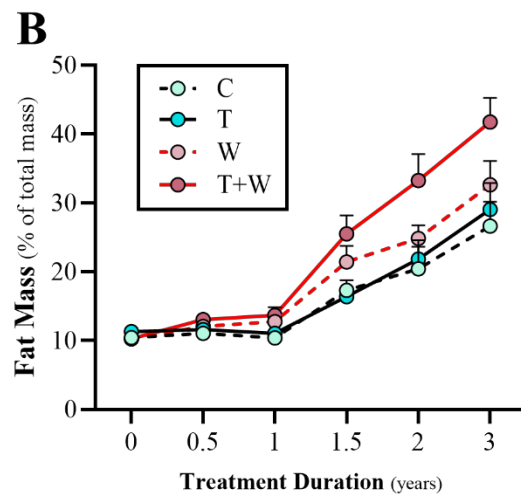 B
Fat Mass (% of total mass)
50
40
30
20
10
0
C
T
W
T+W
0 0.5 1 1.5 2 3
Treatment Duration (years)